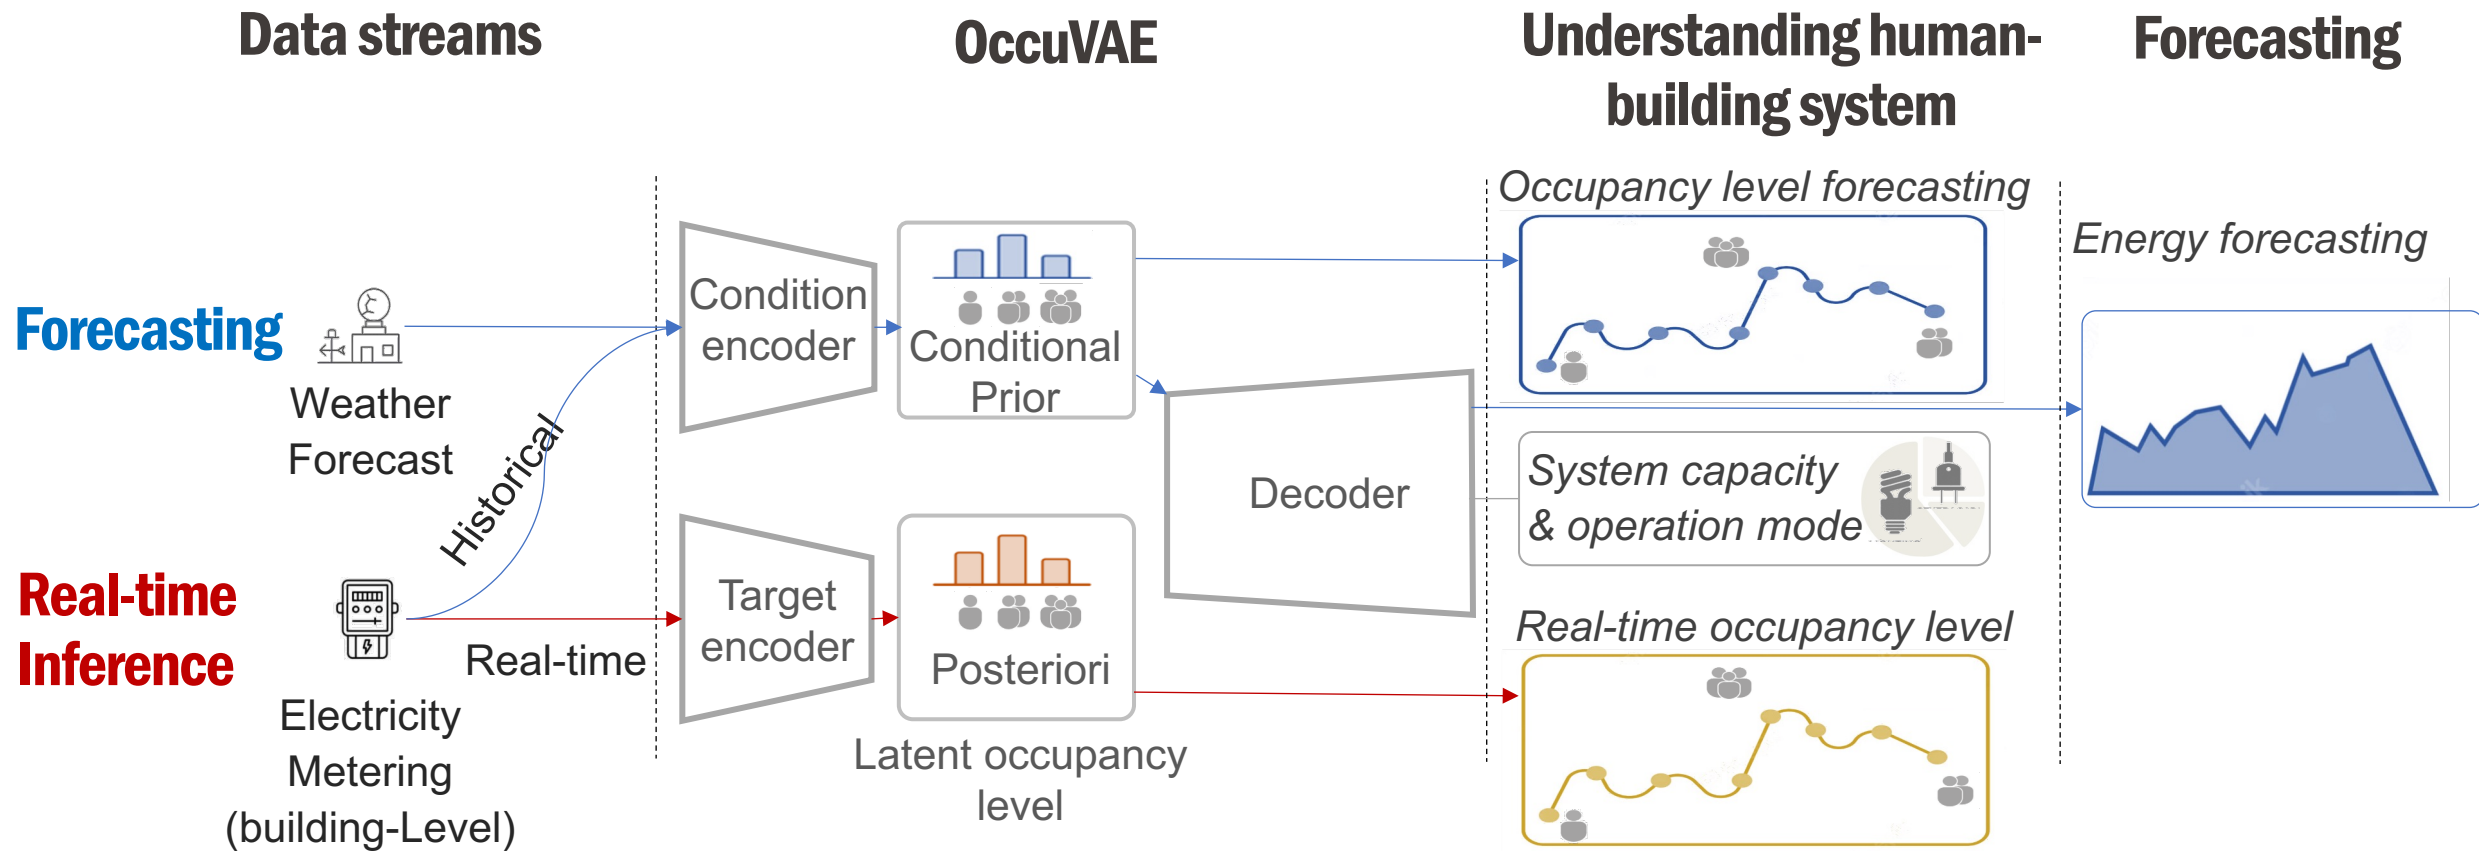 Data streams
OccuVAE
Understanding human-
building system
Forecasting
Forecasting
Weather
Forecast
Historical
Real-time
Inference
Real-time
Electricity
Metering
(building-Level)
Condition
encoder
Conditional
Prior
Target
encoder
Posteriori
Latent occupancy
level
Decoder
Occupancy level forecasting
System capacity
& operation mode
Real-time occupancy level
Energy forecasting